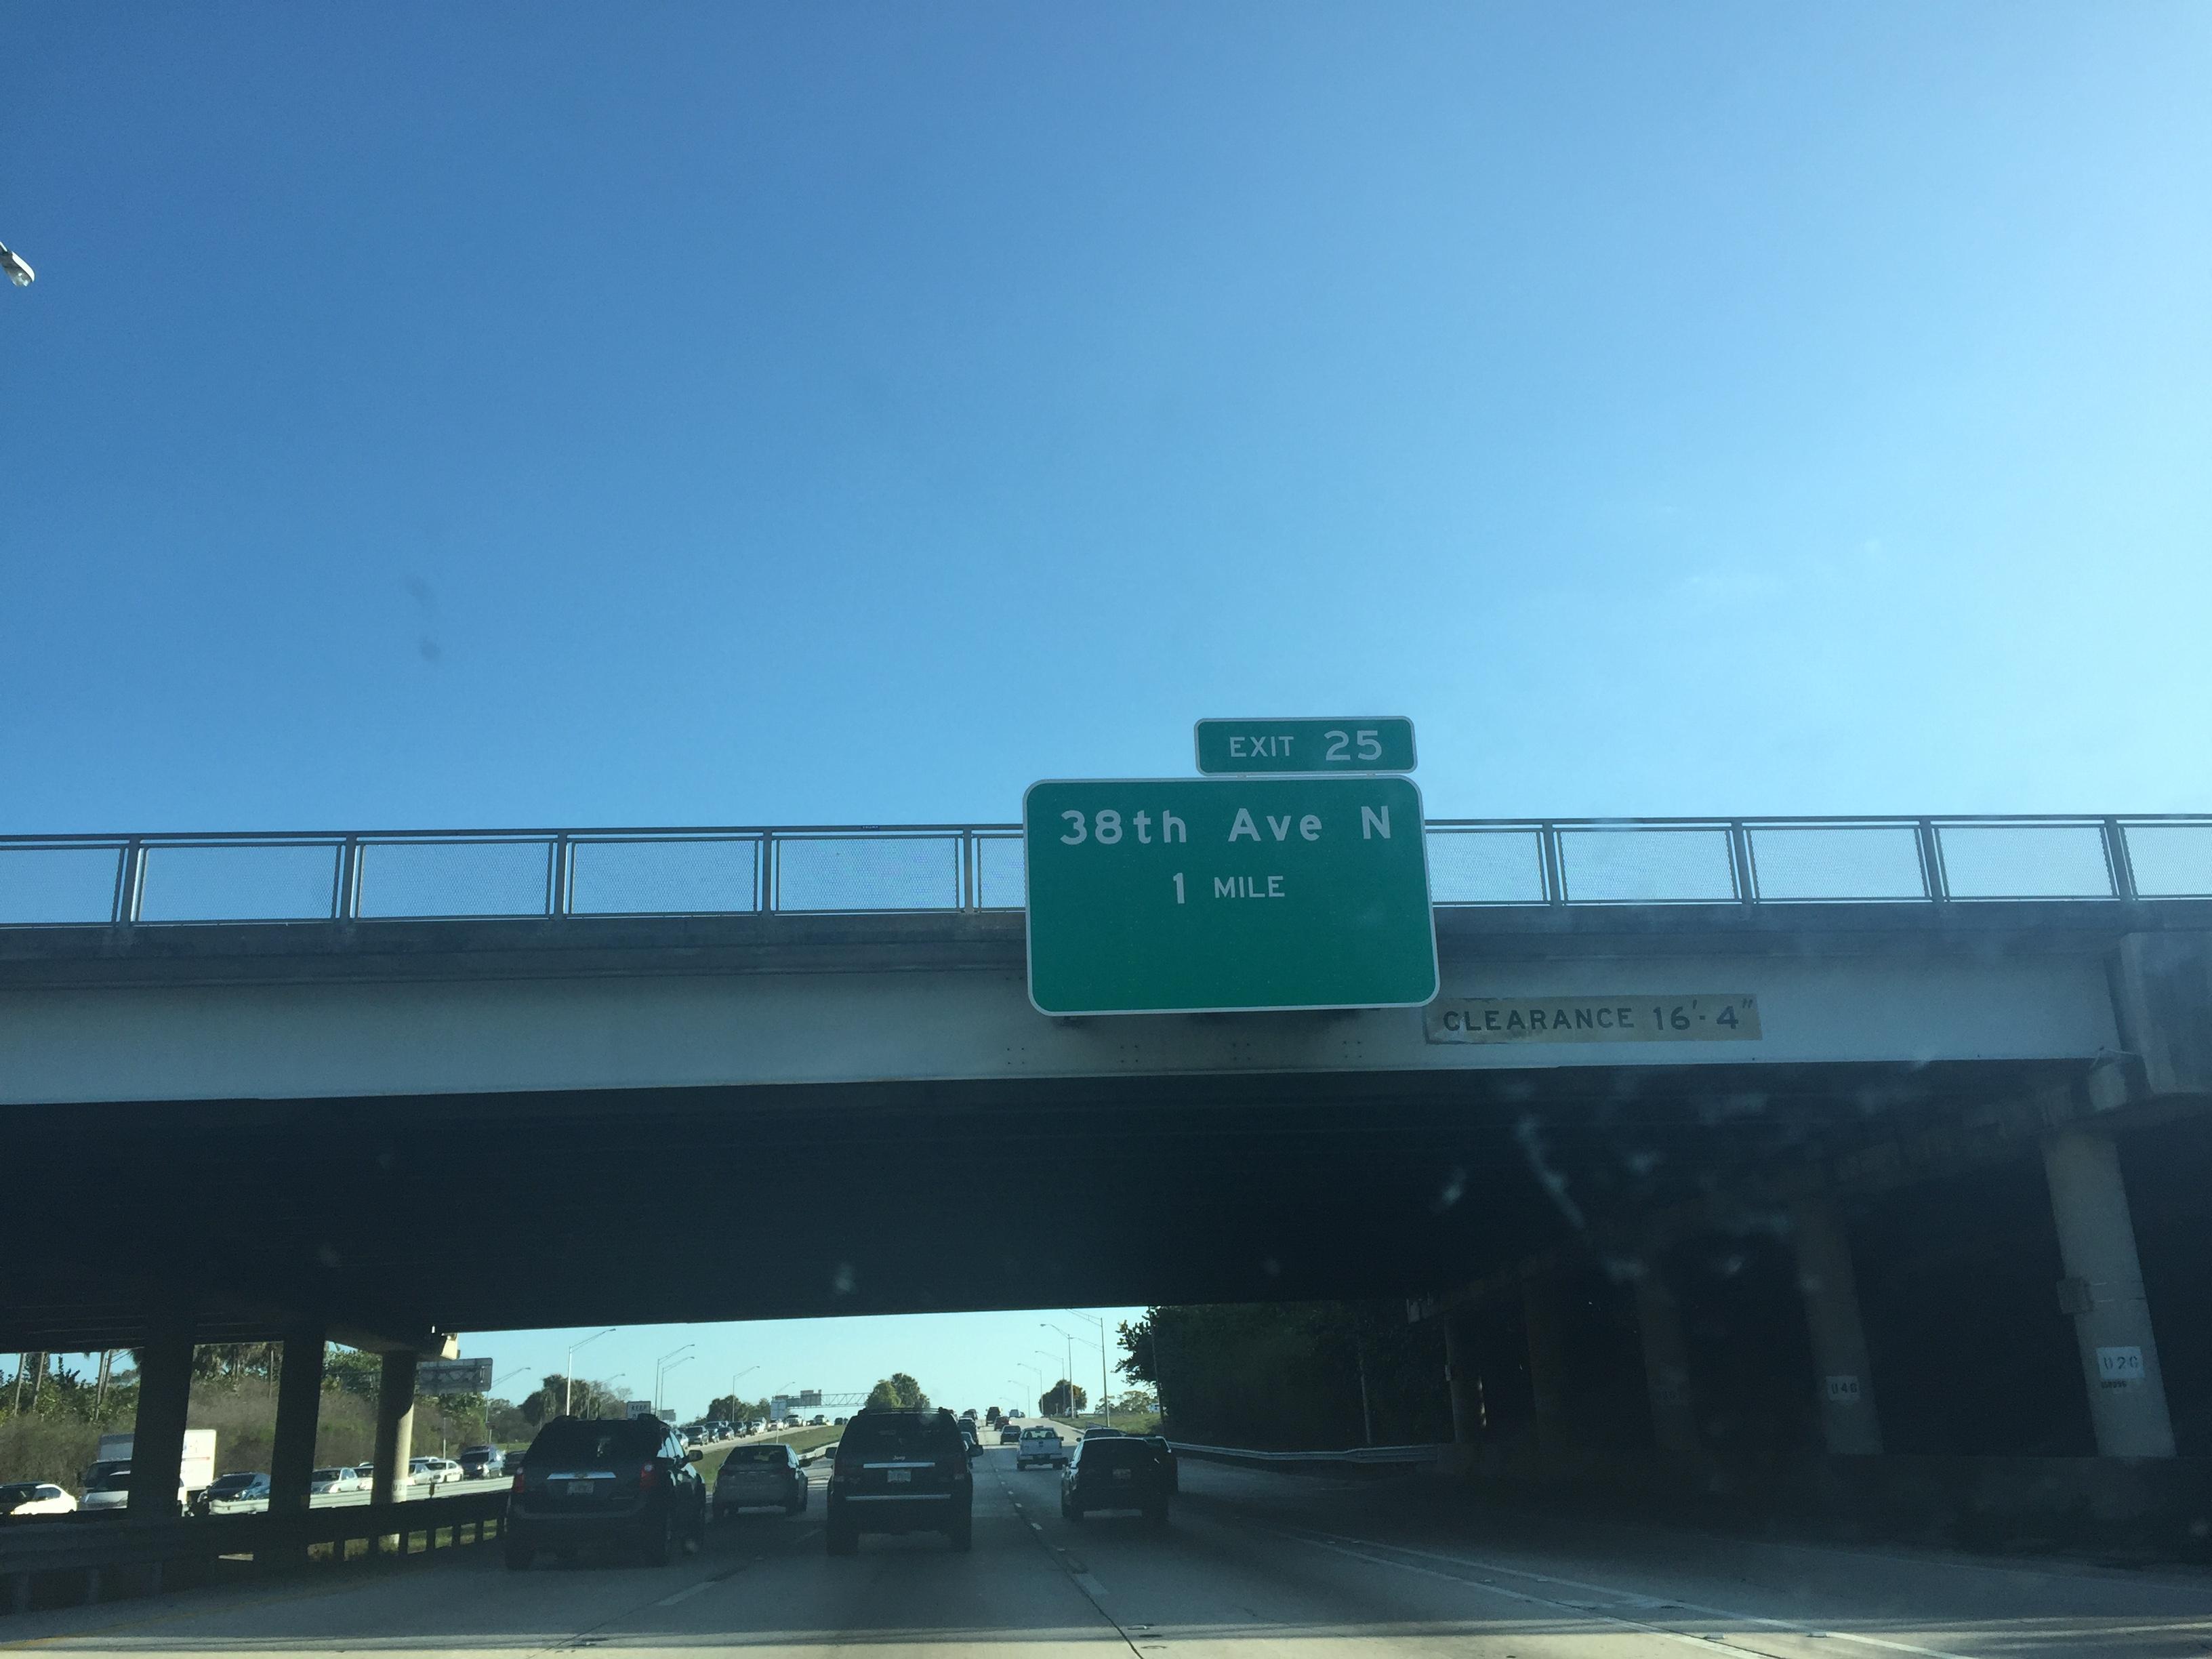 EXIT 25
38th Ave N
1 MILE
CLEARANCE 16'-4"